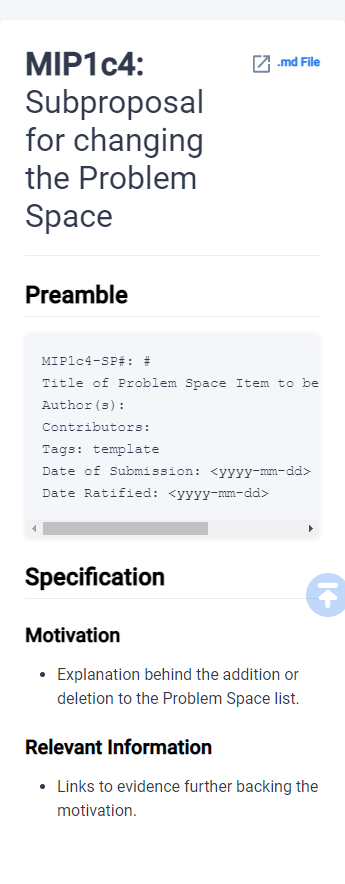 MIP1c4:
.md File
Subproposal
for changing
the Problem
Space
Preamble
MIP1c4-SP#: #
Title of Problem Space Item to be
Author(s):
Contributors:
Tags: template
Date of Submission: <yyyy-mm-dd>
Date Ratified: <yyyy-mm-dd>
Specification
Motivation
• Explanation behind the addition or
deletion to the Problem Space list.
Relevant Information
• Links to evidence further backing the
motivation.